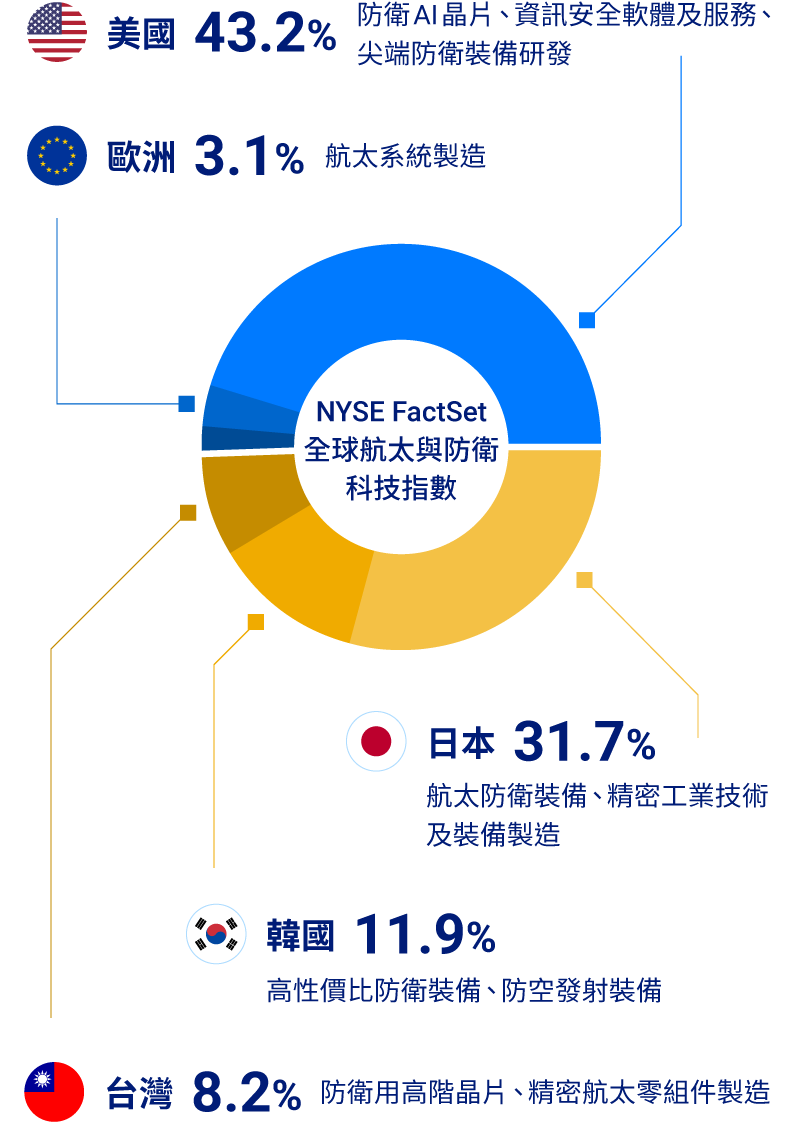 美國 43.2%
防衛AI晶片、資訊安全軟體及服務、
尖端防衛裝備研發
歐洲 3.1% 航太系統製造
NYSE FactSet
全球航太與防衛
科技指數
日本 31.7%
航太防衛裝備、精密工業技術
及裝備製造
韓國 11.9%
高性價比防衛裝備、防空發射裝備
台灣 8.2% 防衛用高階晶片、精密航太零組件製造